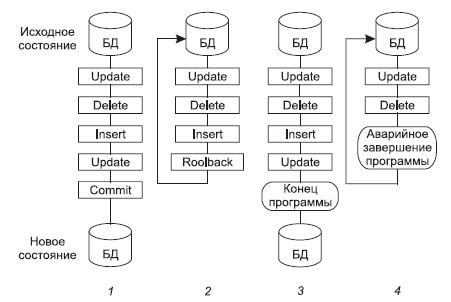 Исходное
состояние
БД
БД
БД
БД
Update
Update
Update
Update
Delete
Delete
Delete
Delete
Insert
Insert
Insert
Аварийное
завершение
программы
Update
Roolback
Update
Commit
Конец
программы
Новое
состояние
БД
БД
1
2
3
4